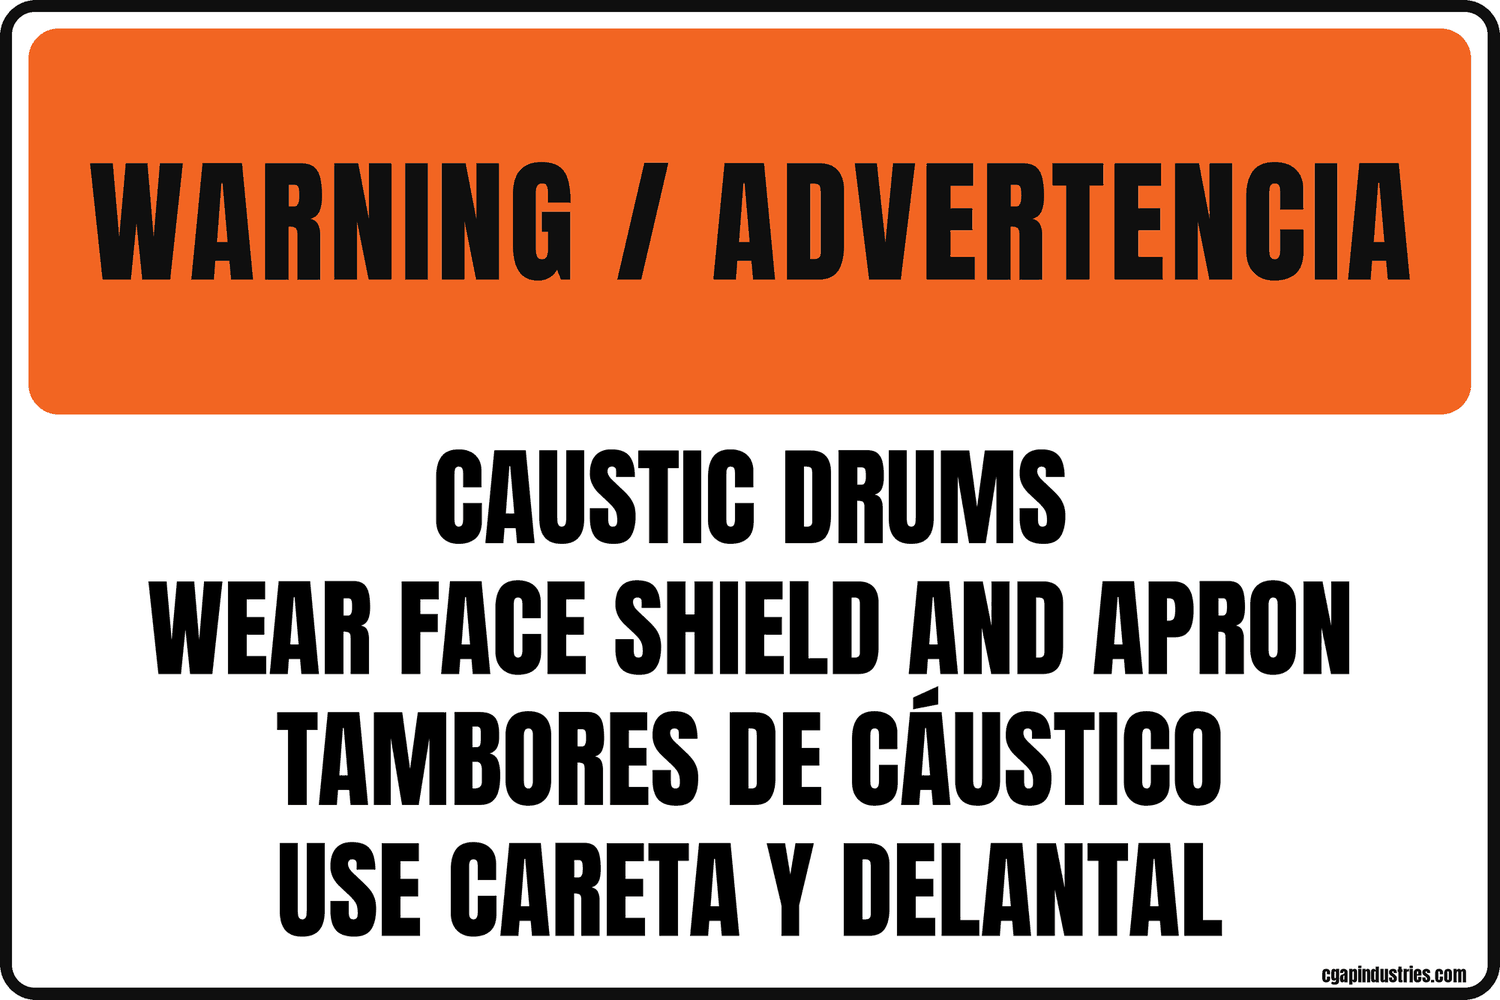 WARNING / ADVERTENCIA
CAUSTIC DRUMS
WEAR FACE SHIELD AND APRON
TAMBORES DE CÁUSTICO
USE CARETA Y DELANTAL
cgapindustries.com